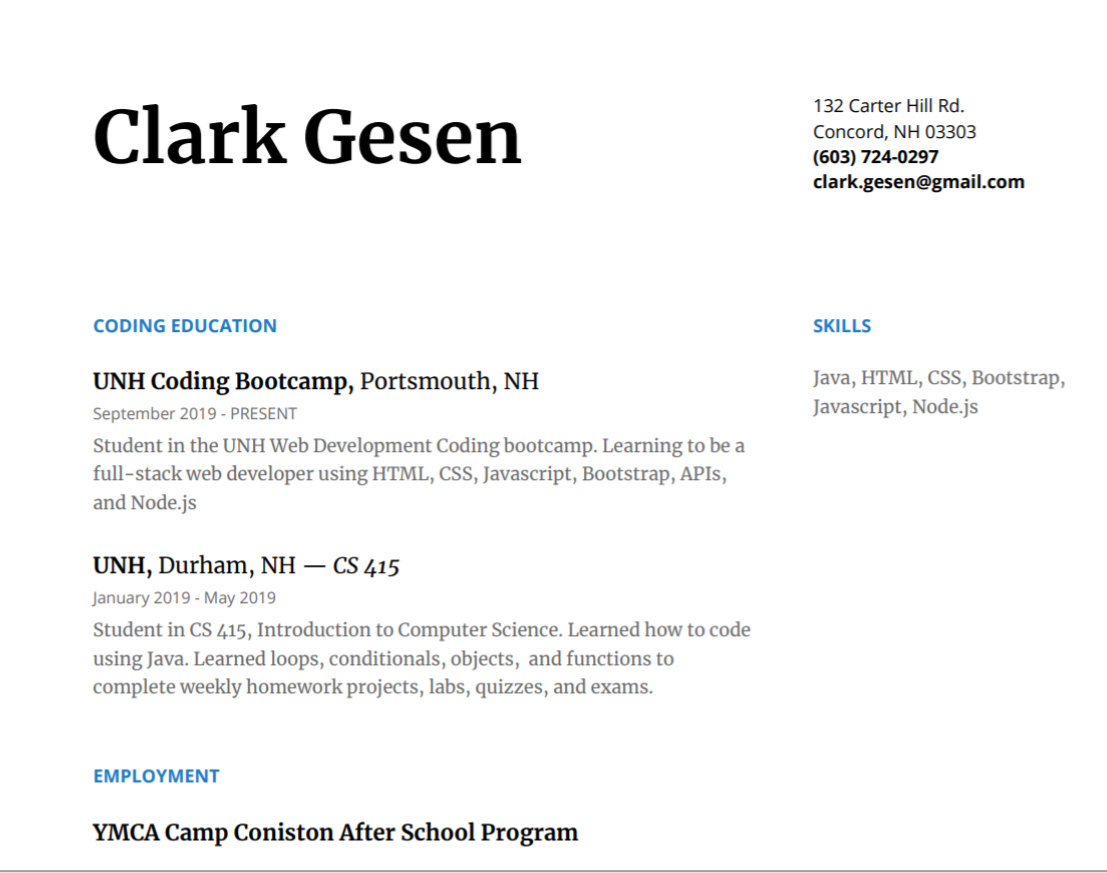 Clark Gesen
132 Carter Hill Rd.
Concord, NH 03303
(603) 724-0297
clark.gesen@gmail.com
CODING EDUCATION
UNH Coding Bootcamp, Portsmouth, NH
September 2019 - PRESENT
Student in the UNH Web Development Coding bootcamp. Learning to be a
full-stack web developer using HTML, CSS, Javascript, Bootstrap, APIs,
and Node.js
UNH, Durham, NH — CS 415
January 2019 - May 2019
Student in CS 415, Introduction to Computer Science. Learned how to code
using Java. Learned loops, conditionals, objects,  and functions to
complete weekly homework projects, labs, quizzes, and exams.
EMPLOYMENT
YMCA Camp Coniston After School Program
SKILLS
Java, HTML, CSS, Bootstrap,
Javascript, Node.js